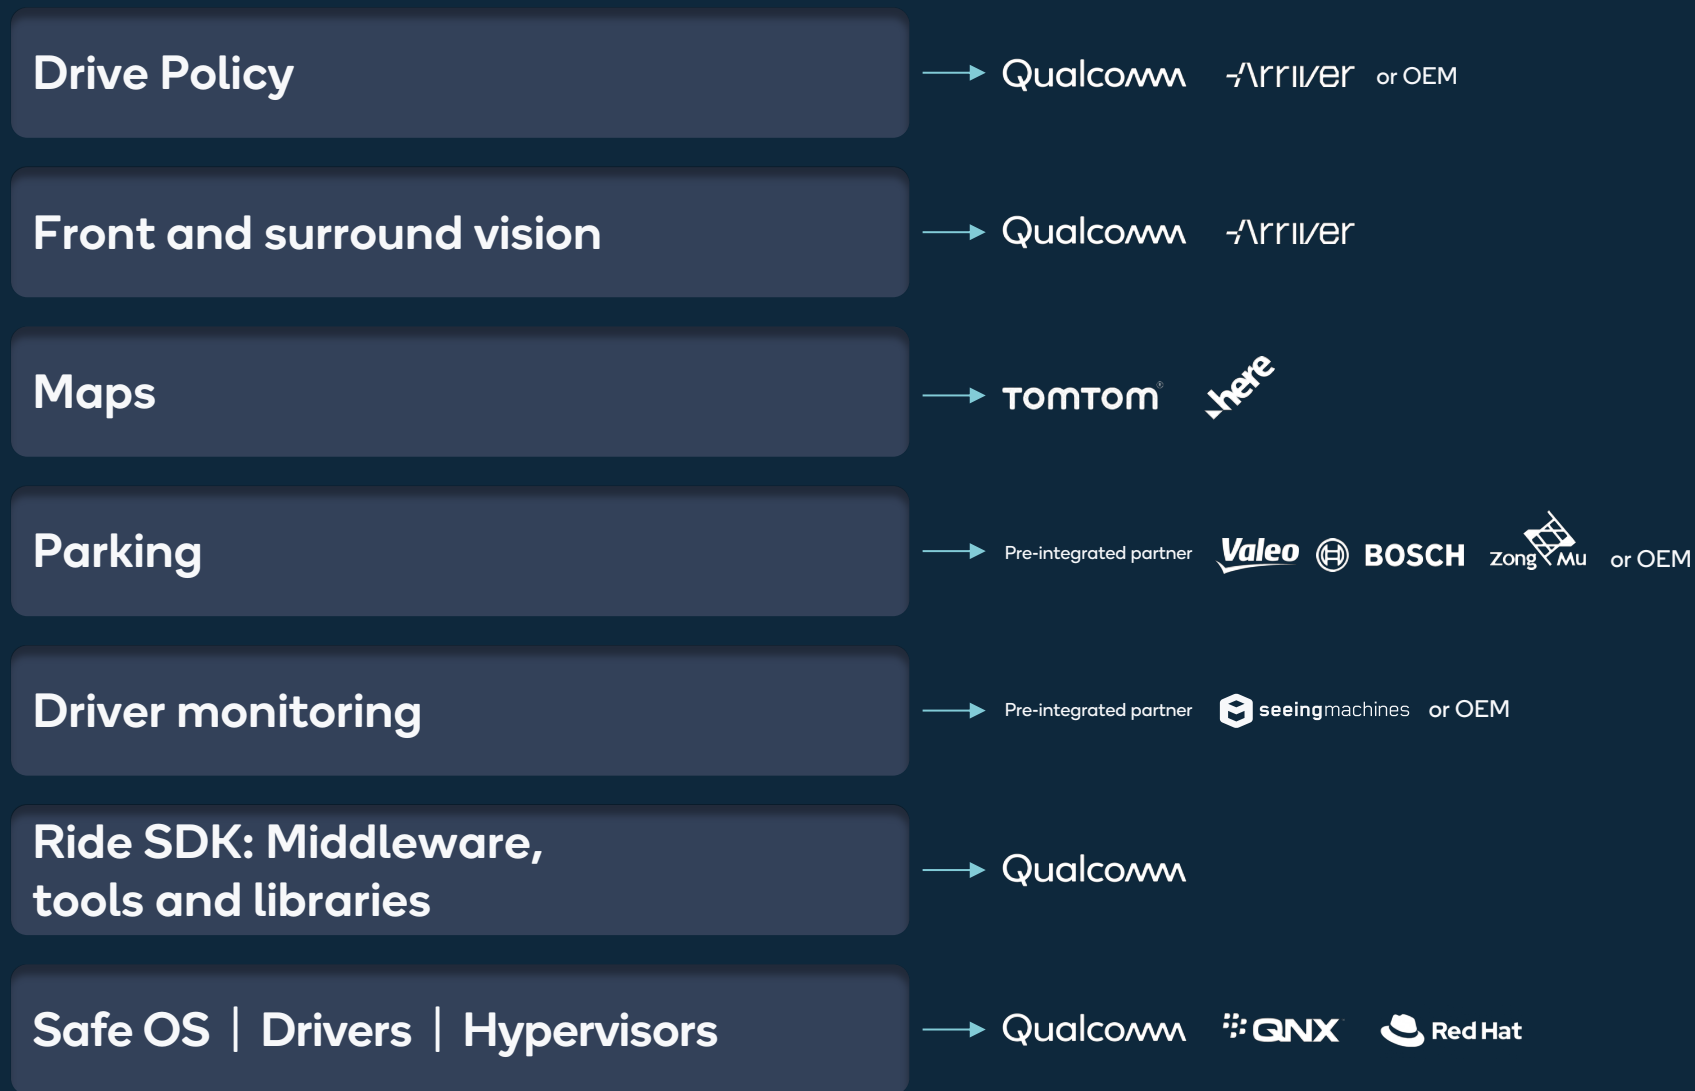 Drive Policy
Qualcomm Arriver or OEM
Front and surround vision
Qualcomm Arriver
Maps
TOMTOM® here
Parking
Pre-integrated partner Valeo BOSCH Zong Mu or OEM
Driver monitoring
Pre-integrated partner seeingmachines or OEM
Ride SDK: Middleware,
tools and libraries
Qualcomm
Safe OS | Drivers | Hypervisors
Qualcomm QNX Red Hat